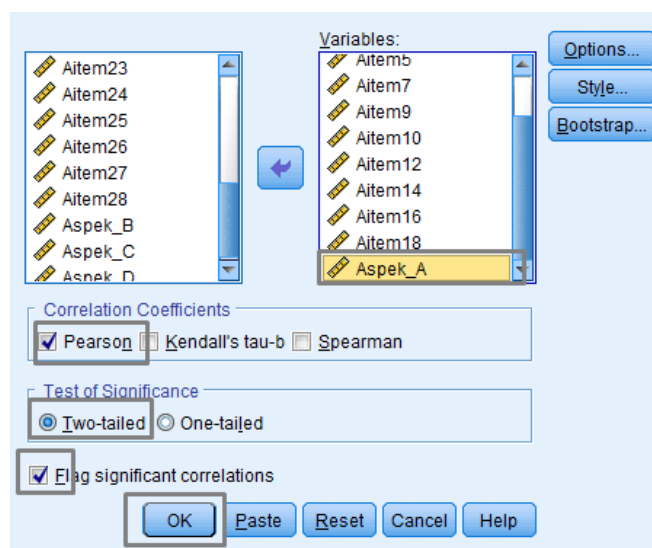 Variables:
Aitem23
Aitem24
Aitem25
Aitem26
Aitem27
Aitem28
Aspek_B
Aspek_C
Aspek_D
Aitem5
Aitem7
Aitem9
Aitem10
Aitem12
Aitem14
Aitem16
Aitem18
Aspek_A
Options...
Style...
Bootstrap...
Correlation Coefficients
Pearson Kendall's tau-b Spearman
Test of Significance
Two-tailed One-tailed
Flag significant correlations
OK Paste Reset Cancel Help